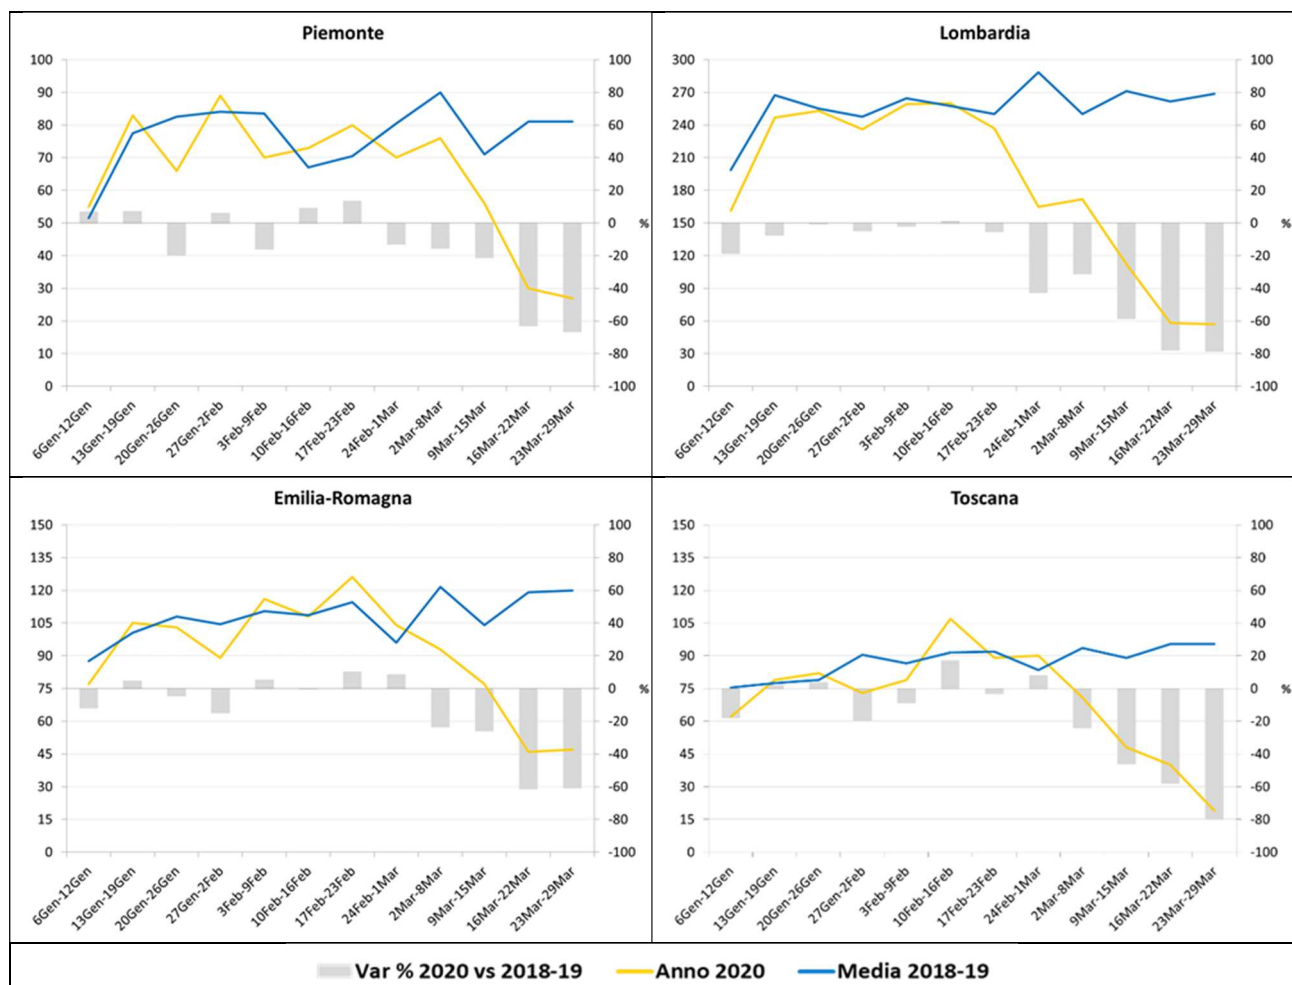 Piemonte
100
90
80
70
60
50
40
30
20
10
0
100
80
60
40
20
0
-20
-40
-60
-80
-100
%
6Gen-12Gen
13Gen-19Gen
20Gen-26Gen
27Gen-2Feb
3Feb-9Feb
10Feb-16Feb
17Feb-23Feb
24Feb-1Mar
2Mar-8Mar
9Mar-15Mar
16Mar-22Mar
23Mar-29Mar
Lombardia
300
270
240
210
180
150
120
90
60
30
0
100
80
60
40
20
0
-20
-40
-60
-80
-100
%
6Gen-12Gen
13Gen-19Gen
20Gen-26Gen
27Gen-2Feb
3Feb-9Feb
10Feb-16Feb
17Feb-23Feb
24Feb-1Mar
2Mar-8Mar
9Mar-15Mar
16Mar-22Mar
23Mar-29Mar
Emilia-Romagna
150
135
120
105
90
75
60
45
30
15
0
100
80
60
40
20
0
-20
-40
-60
-80
-100
%
6Gen-12Gen
13Gen-19Gen
20Gen-26Gen
27Gen-2Feb
3Feb-9Feb
10Feb-16Feb
17Feb-23Feb
24Feb-1Mar
2Mar-8Mar
9Mar-15Mar
16Mar-22Mar
23Mar-29Mar
Toscana
150
135
120
105
90
75
60
45
30
15
0
100
80
60
40
20
0
-20
-40
-60
-80
-100
%
6Gen-12Gen
13Gen-19Gen
20Gen-26Gen
27Gen-2Feb
3Feb-9Feb
10Feb-16Feb
17Feb-23Feb
24Feb-1Mar
2Mar-8Mar
9Mar-15Mar
16Mar-22Mar
23Mar-29Mar
Var % 2020 vs 2018-19 Anno 2020 Media 2018-19